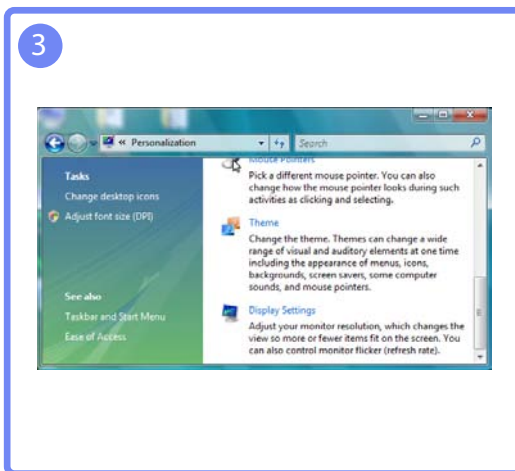 3
« Personalization
Search
Tasks
Change desktop icons
Adjust font size (DPI)
See also
Taskbar and Start Menu
Ease of Access
Mouse Pointers
Pick a different mouse pointer. You can also
change how the mouse pointer looks during such
activities as clicking and selecting.
Theme
Change the theme. Themes can change a wide
range of visual and auditory elements at one time
including the appearance of menus, icons,
backgrounds, screen savers, some computer
sounds, and mouse pointers.
Display Settings
Adjust your monitor resolution, which changes the
view so more or fewer items fit on the screen. You
can also control monitor flicker (refresh rate).